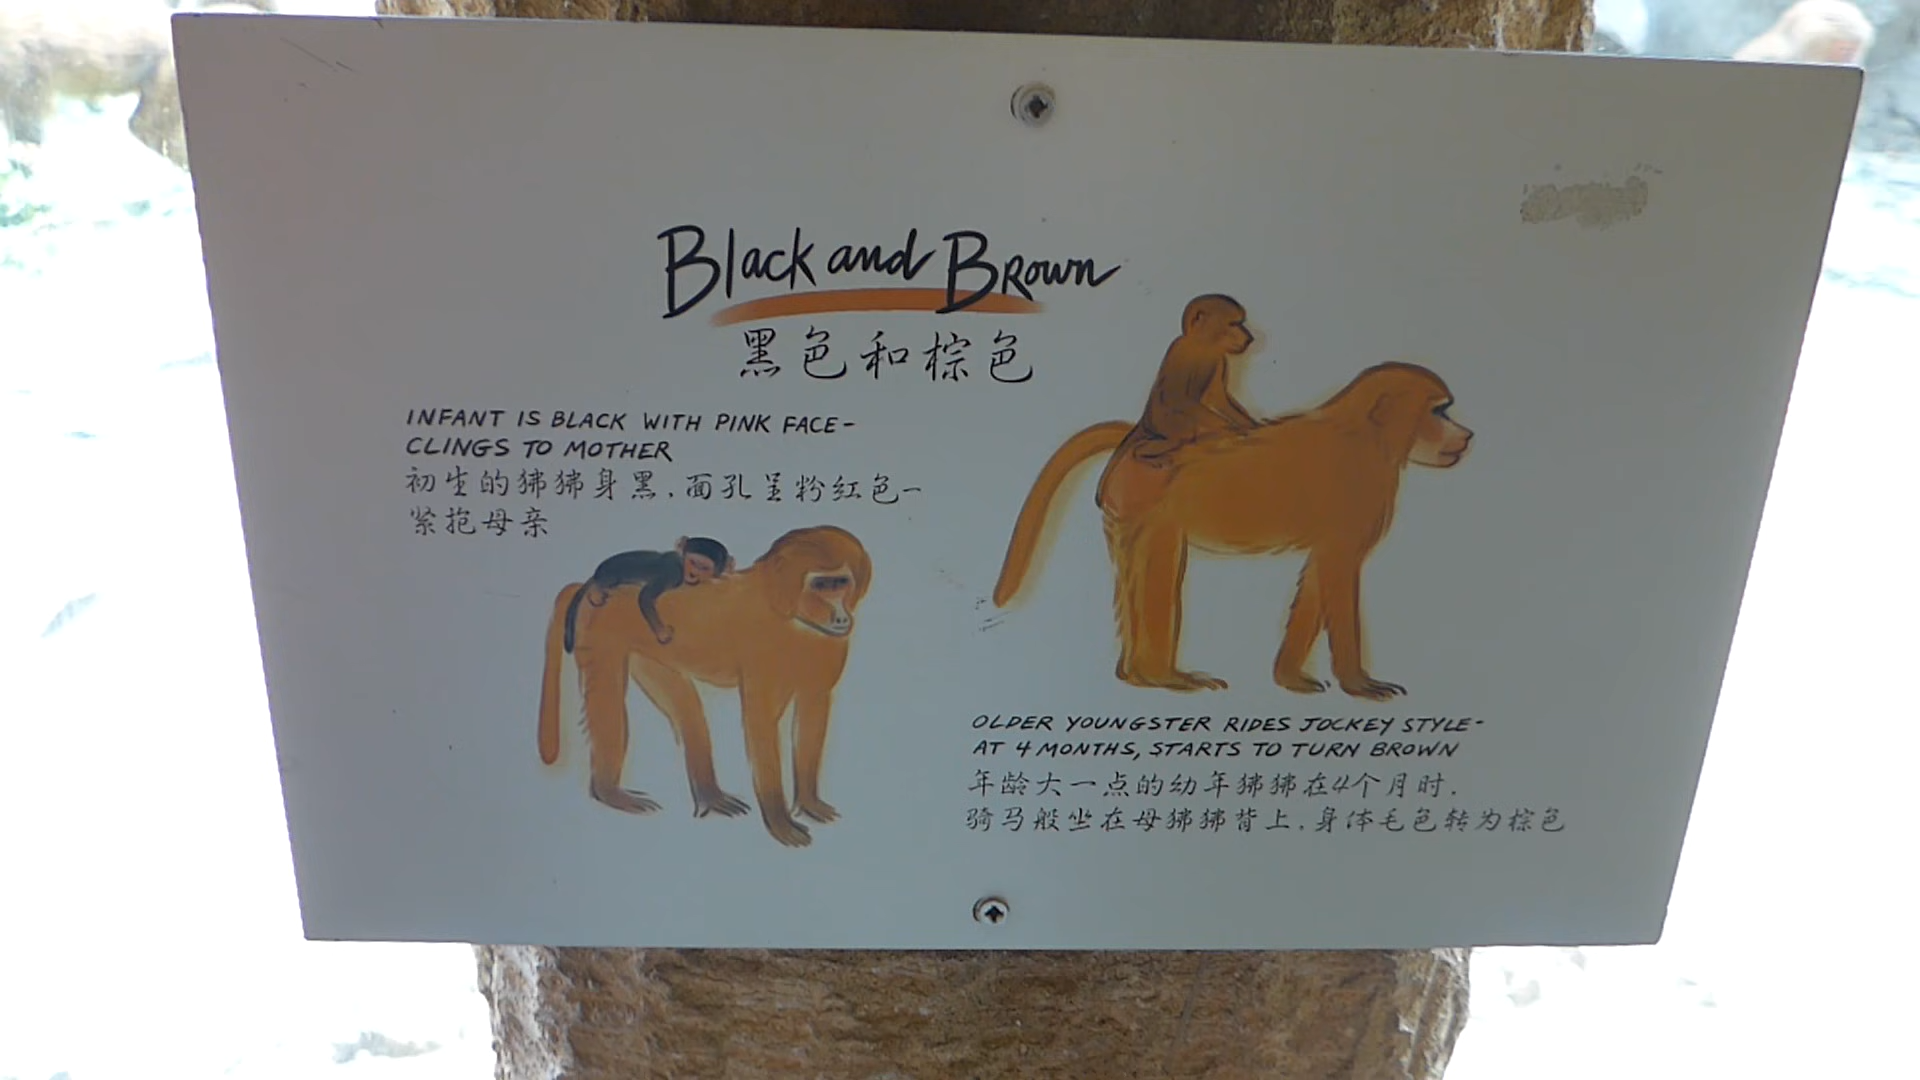 Black and Brown
黑色和棕色
INFANT IS BLACK WITH PINK FACE-
CLINGS TO MOTHER
初生的狒狒身黑,面孔呈粉红色-
紧抱母亲
OLDER YOUNGSTER RIDES JOCKEY STYLE-
AT 4 MONTHS, STARTS TO TURN BROWN
年龄大一点的幼年狒狒在4个月时,
骑马般坐在母狒狒背上,身体毛色转为棕色